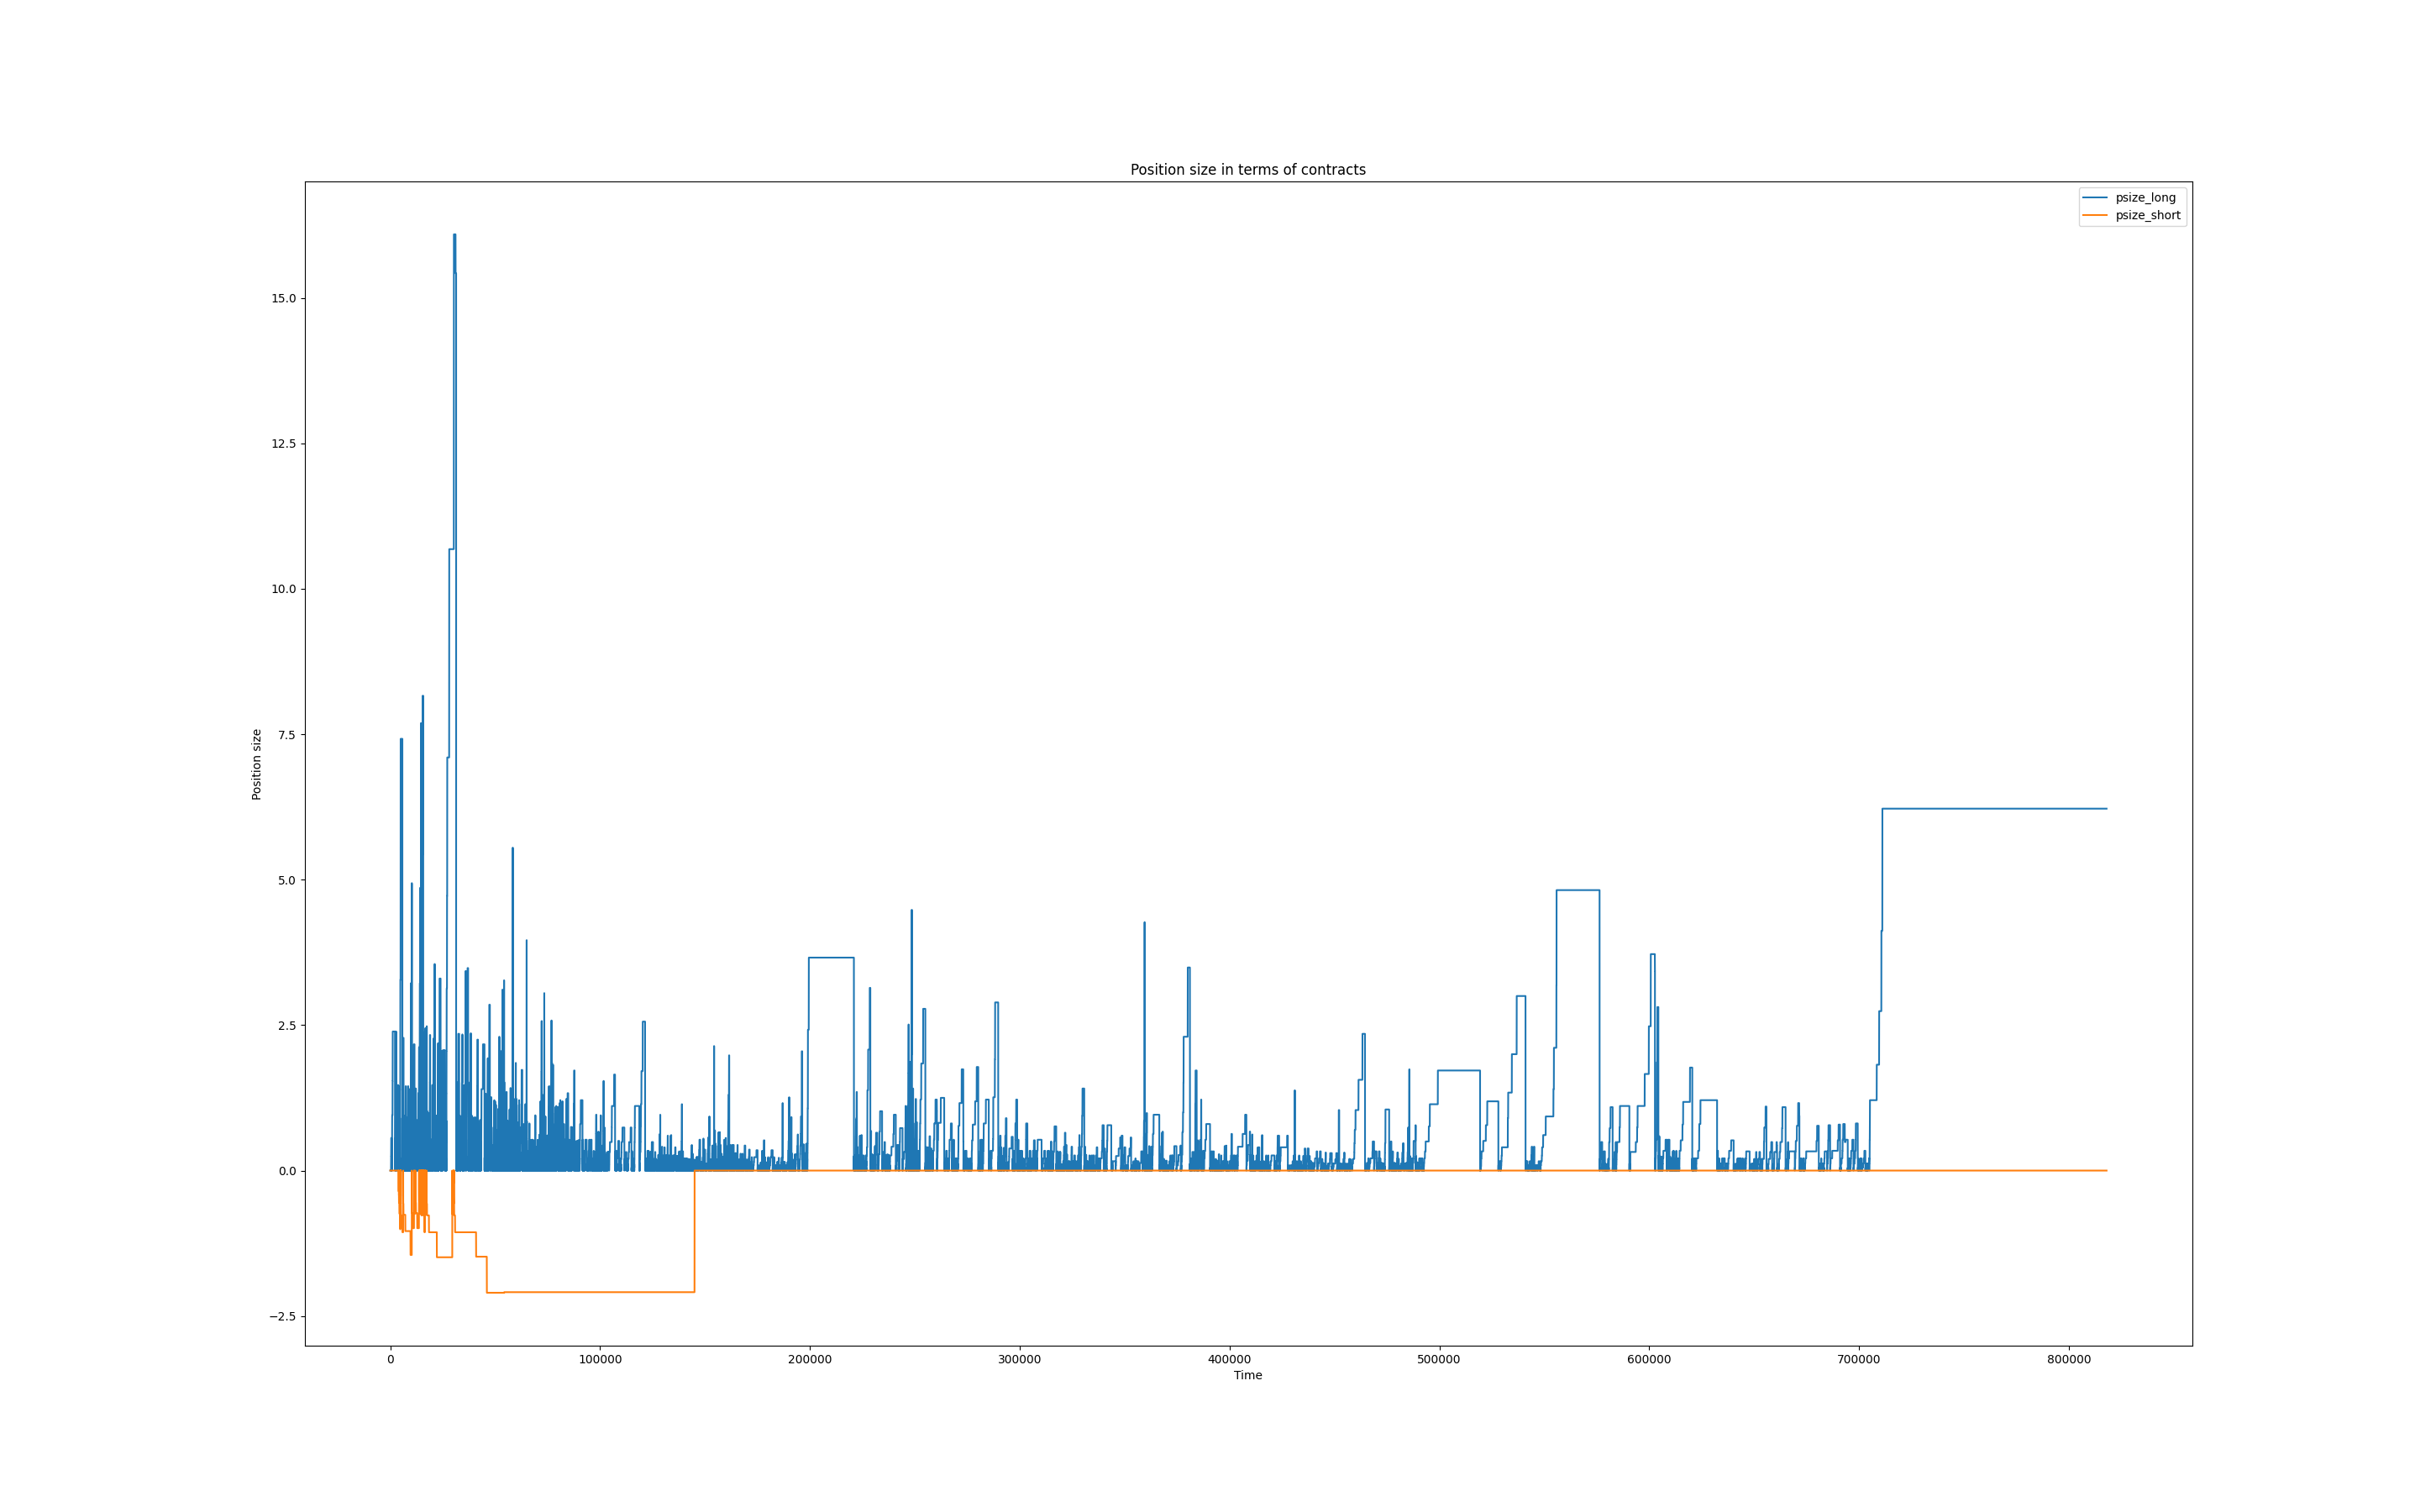 Position size in terms of contracts
psize_long
psize_short
Position size
15.0
12.5
10.0
7.5
5.0
2.5
0.0
−2.5
0 100000 200000 300000 400000 500000 600000 700000 800000
Time